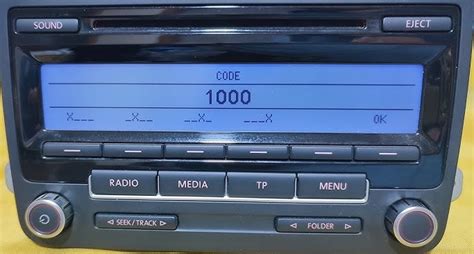 SOUND EJECT
CODE
1000
X___ _X__ __X_ ___X OK
RADIO MEDIA TP MENU
◁ SEEK/TRACK ▷ ◁ FOLDER ▷